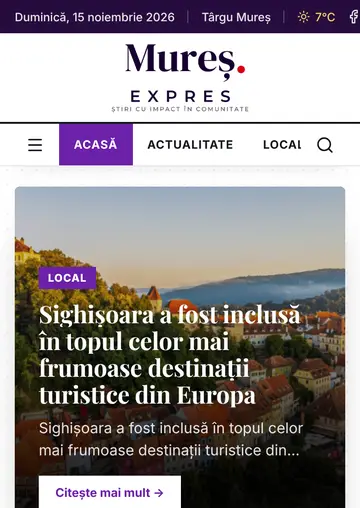 Duminică, 15 noiembrie 2026 | Târgu Mureș | 7°C
Mureș.
EXPRES
ȘTIRI CU IMPACT ÎN COMUNITATE
ACASĂ ACTUALITATE LOCAL
LOCAL
Sighișoara a fost inclusă
în topul celor mai
frumoase destinații
turistice din Europa
Sighișoara a fost inclusă în topul celor
mai frumoase destinații turistice din...
Citește mai mult →